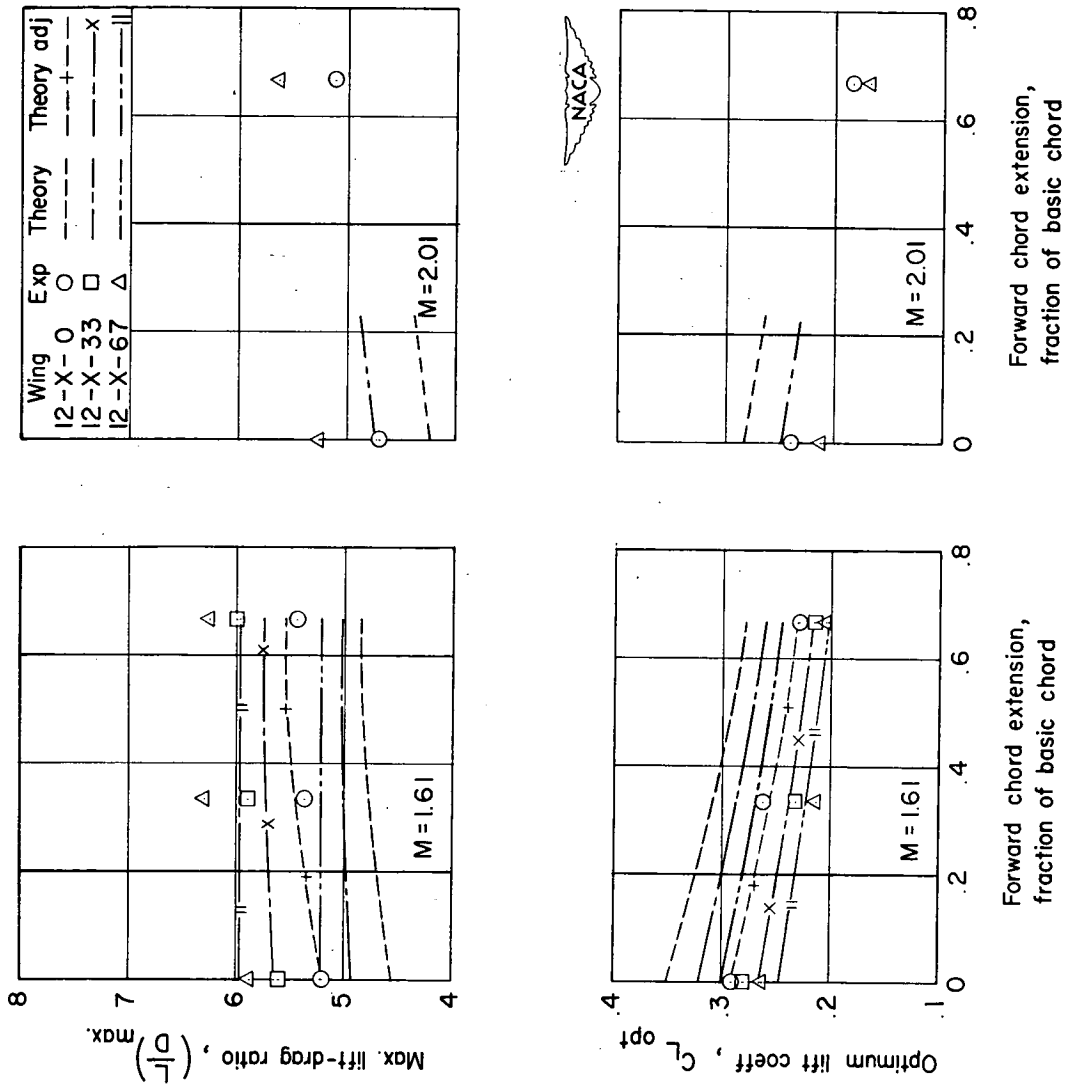 Wing Exp Theory Theory adj
12-X-0
12-X-33
12-X-67
8
7
6
5
4
Max. lift-drag ratio, (L/D)max.
M=1.61
M=2.01
NACA
.4
.3
.2
.1
Optimum lift coeff, CL opt
M=1.61
M=2.01
0 .2 .4 .6 .8
0 .2 .4 .6 .8
Forward chord extension,
fraction of basic chord
Forward chord extension,
fraction of basic chord